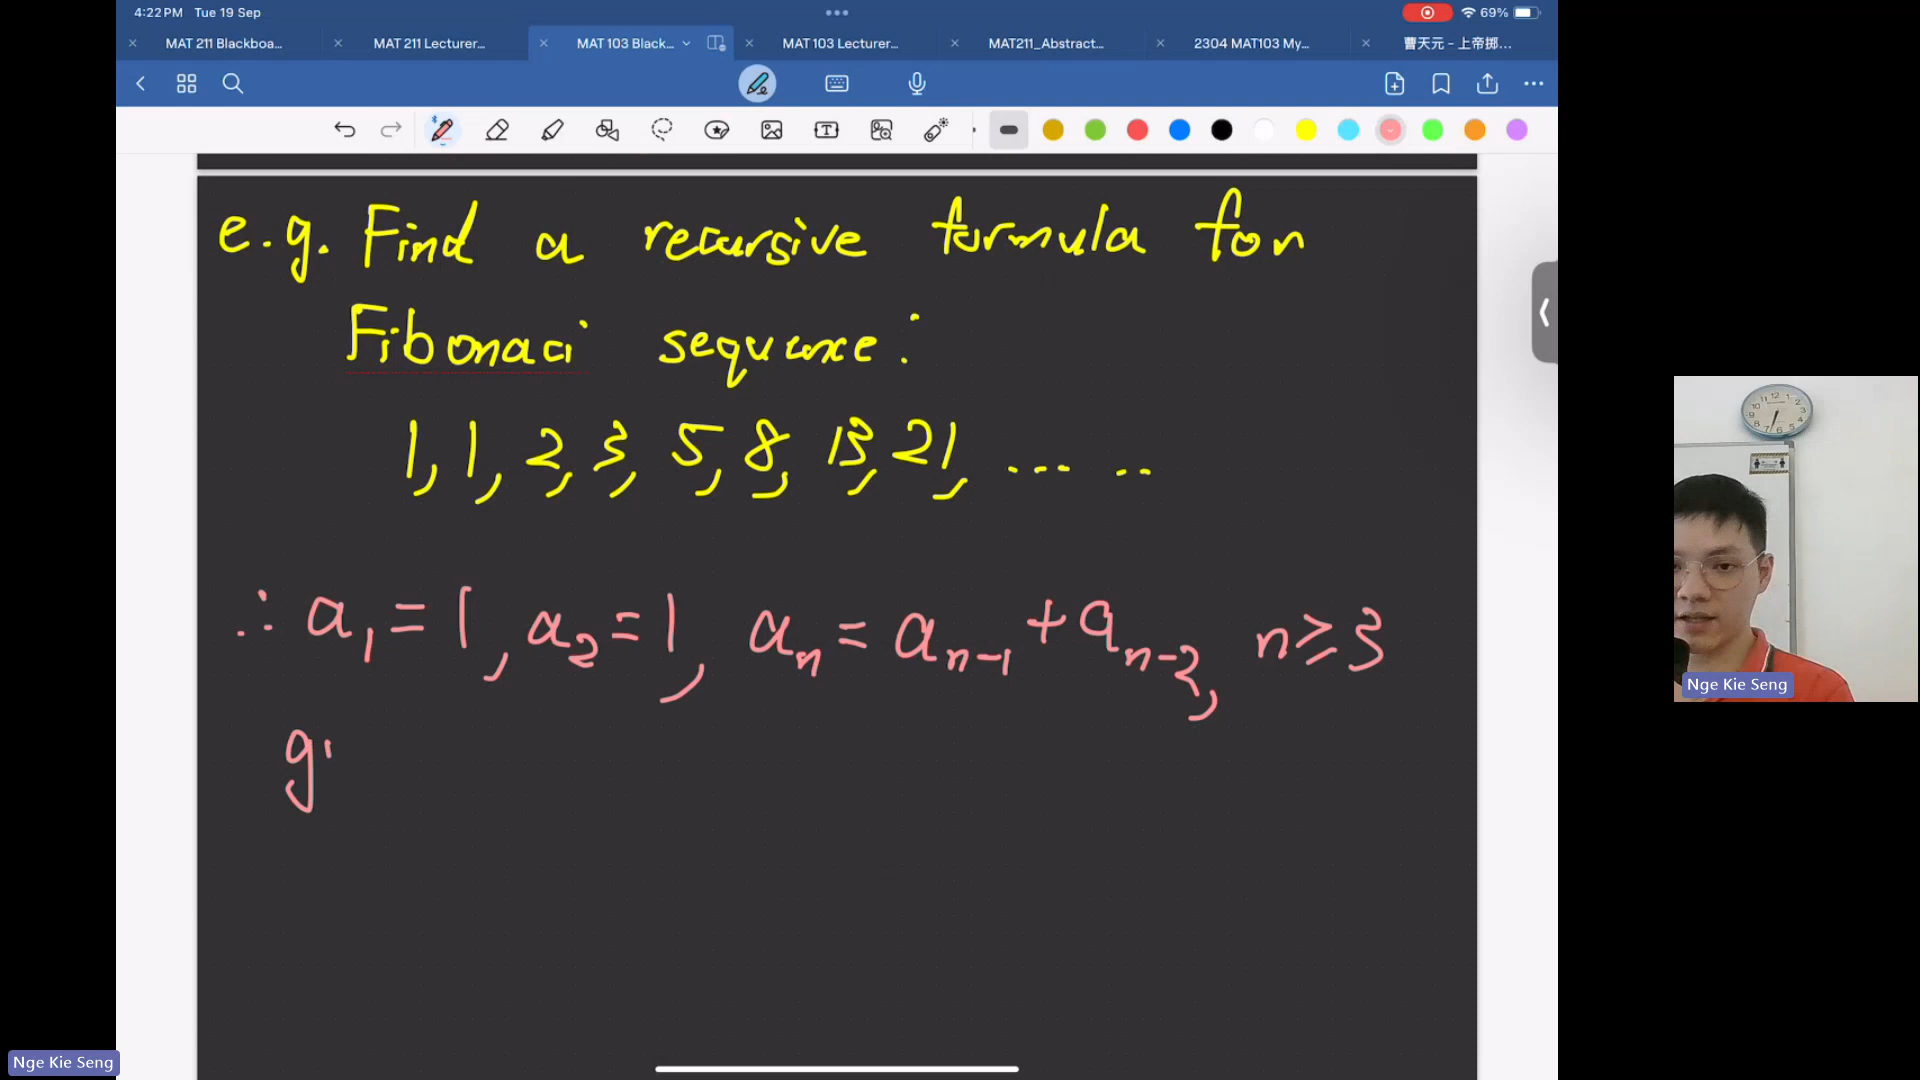 4:22PM Tue 19 Sep
69%
MAT 211 Blackboa...
MAT 211 Lecturer...
MAT 103 Black...
MAT 103 Lecturer...
MAT211_Abstract...
2304 MAT103 My...
曹天元 - 上帝掷...
e.g. Find a recursive formula for
Fibonaci sequence:
1, 1, 2, 3, 5, 8, 13, 21, ... ..
∴ a₁ = 1, a₂ = 1, aₙ = aₙ₋₁ + aₙ₋₂, n ≥ 3
Nge Kie Seng
Nge Kie Seng